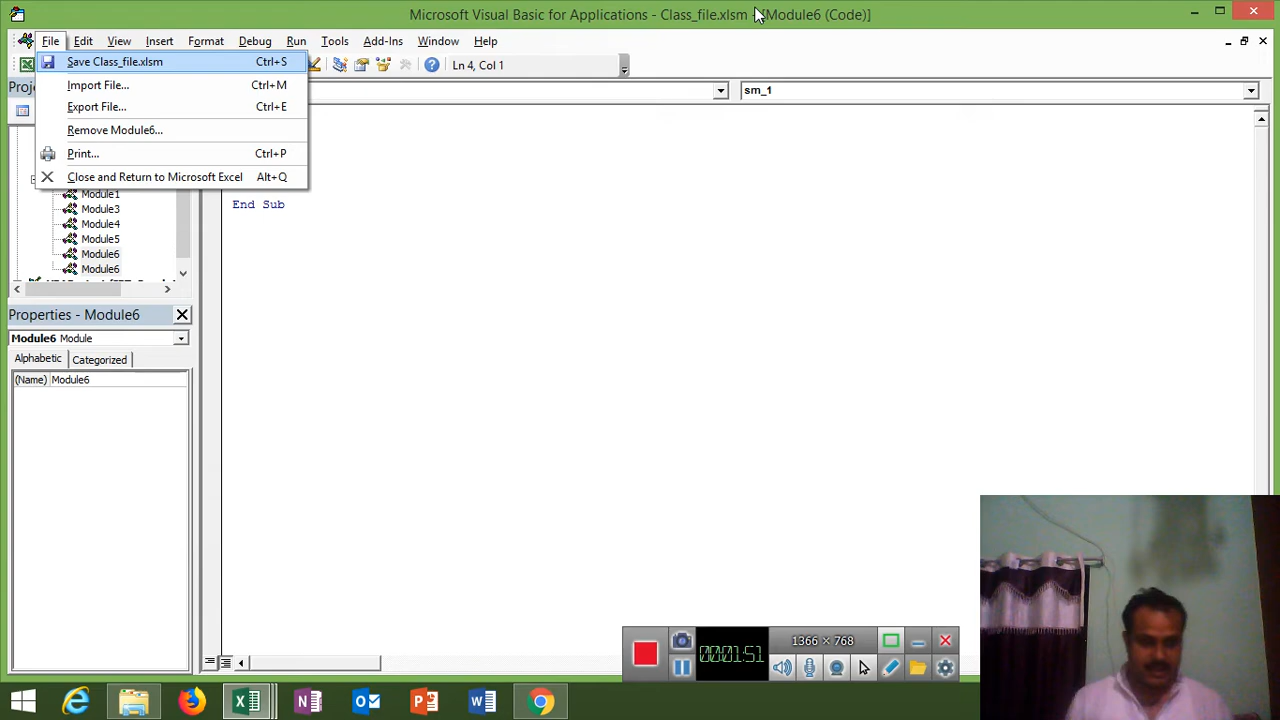 Microsoft Visual Basic for Applications - Class_file.xlsm - [Module6 (Code)]
File Edit View Insert Format Debug Run Tools Add-Ins Window Help
Save Class_file.xlsm Ctrl+S
Ln 4, Col 1
Import File... Ctrl+M
sm_1
Export File... Ctrl+E
Remove Module6...
Print... Ctrl+P
Close and Return to Microsoft Excel Alt+Q
Module1
End Sub
Module3
Module4
Module5
Module6
Module6
Properties - Module6
Module6 Module
Alphabetic Categorized
(Name) Module6
1366 × 768
00:01:51